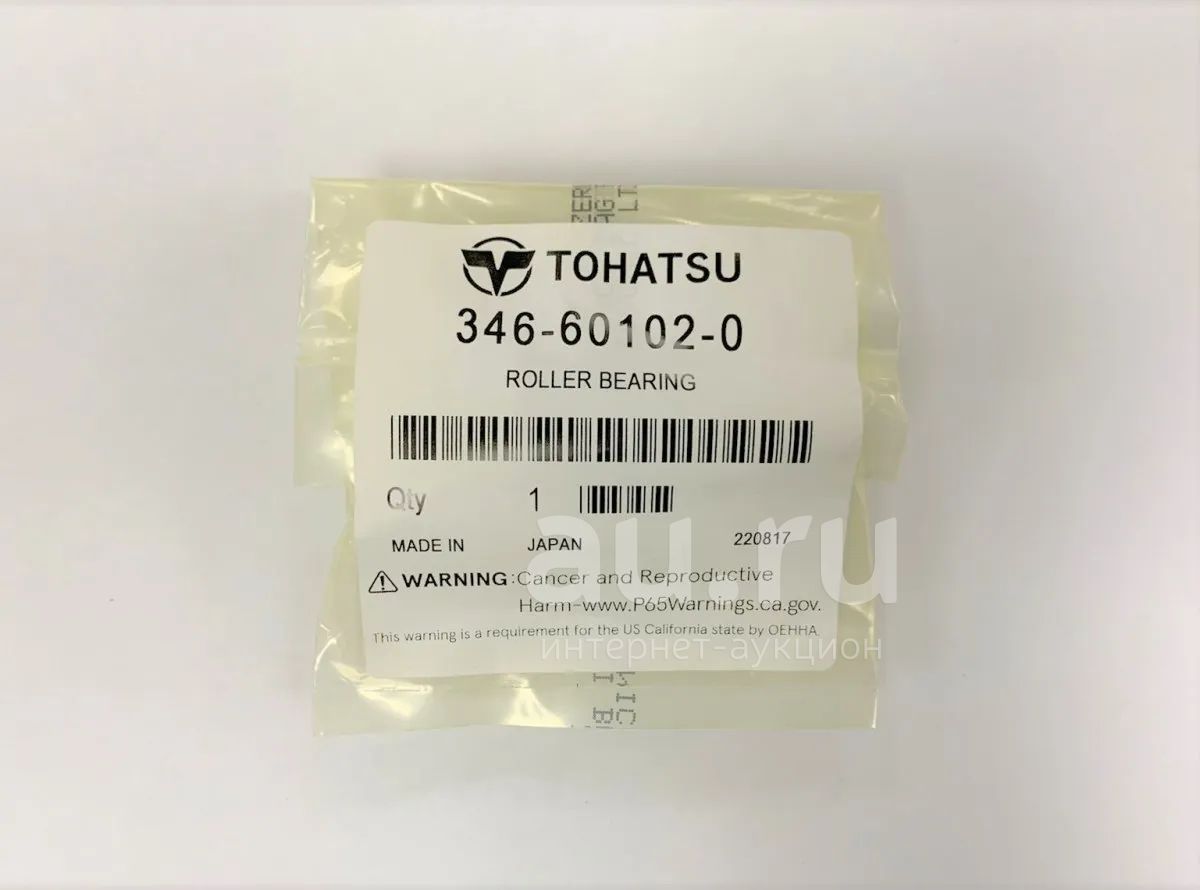 TOHATSU
346-60102-0
ROLLER BEARING
Qty 1
MADE IN JAPAN 220817
WARNING:Cancer and Reproductive
Harm-www.P65Warnings.ca.gov.
This warning is a requirement for the US California state by OEHHA.
au.ru
интернет-аукцион